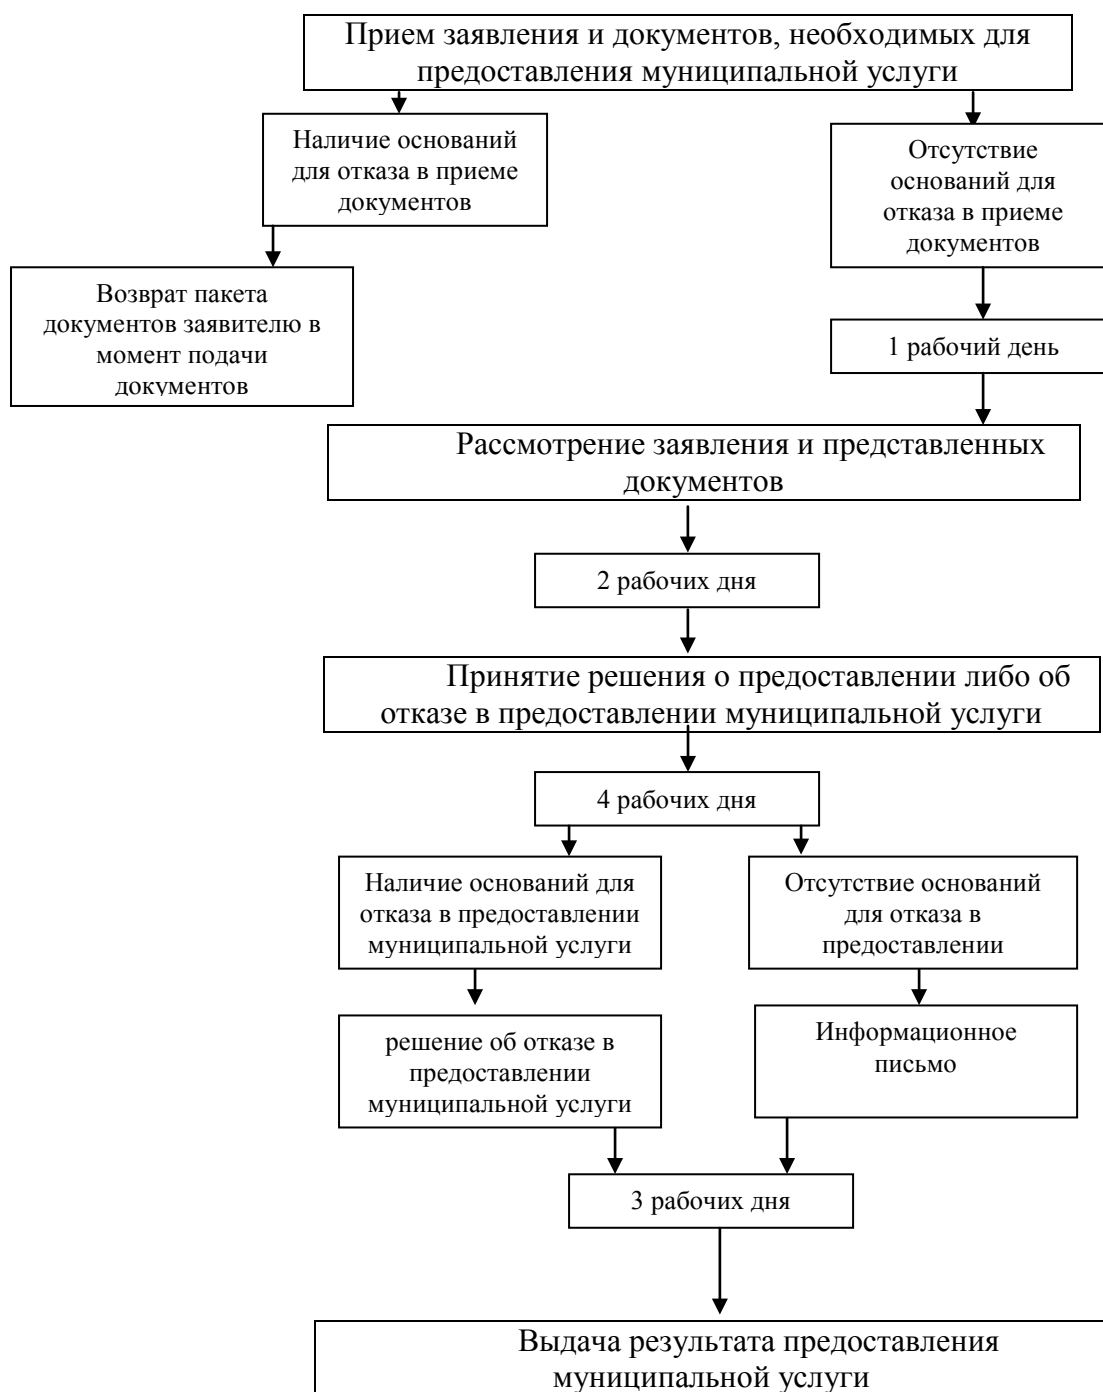 Прием заявления и документов, необходимых для
предоставления муниципальной услуги
Наличие оснований
для отказа в приеме
документов
Отсутствие
оснований для
отказа в приеме
документов
Возврат пакета
документов заявителю в
момент подачи
документов
1 рабочий день
Рассмотрение заявления и представленных
документов
2 рабочих дня
Принятие решения о предоставлении либо об
отказе в предоставлении муниципальной услуги
4 рабочих дня
Наличие оснований для
отказа в предоставлении
муниципальной услуги
Отсутствие оснований
для отказа в
предоставлении
решение об отказе в
предоставлении
муниципальной услуги
Информационное
письмо
3 рабочих дня
Выдача результата предоставления
муниципальной услуги